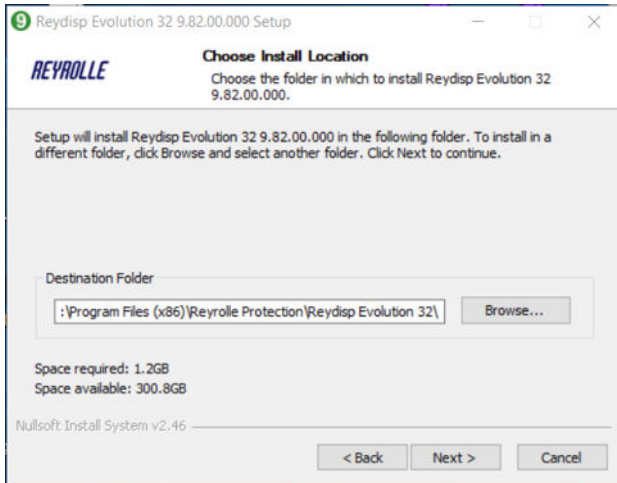 Reydisp Evolution 32 9.82.00.000 Setup
REYROLLE
Choose Install Location
Choose the folder in which to install Reydisp Evolution 32
9.82.00.000.
Setup will install Reydisp Evolution 32 9.82.00.000 in the following folder. To install in a
different folder, click Browse and select another folder. Click Next to continue.
Destination Folder
:\Program Files (x86)\Reyrolle Protection\Reydisp Evolution 32\
Browse...
Space required: 1.2GB
Space available: 300.8GB
Nullsoft Install System v2.46
< Back Next > Cancel